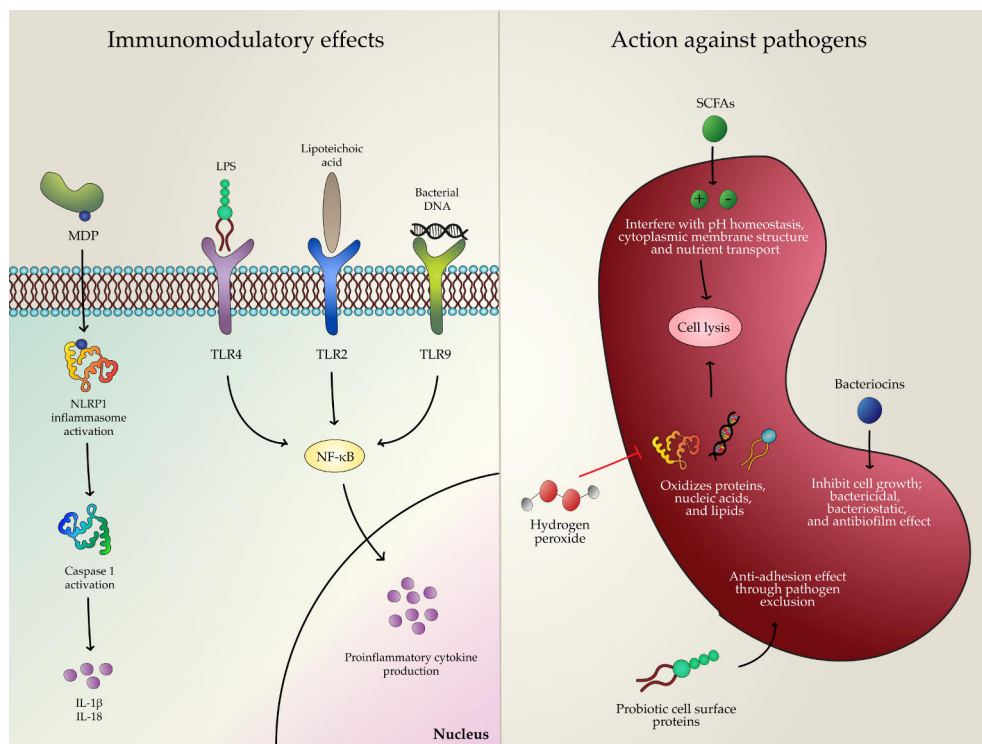 Immunomodulatory effects
MDP
LPS
Lipoteichoic
acid
Bacterial
DNA
TLR4
TLR2
TLR9
NLRP1
inflammasome
activation
NF-κB
Caspase 1
activation
IL-1β
IL-18
Proinflammatory cytokine
production
Nucleus
Action against pathogens
SCFAs
+
-
Interfere with pH homeostasis,
cytoplasmic membrane structure
and nutrient transport
Cell lysis
Bacteriocins
Oxidizes proteins,
nucleic acids,
and lipids
Inhibit cell growth;
bactericidal,
bacteriostatic,
and antibiofilm effect
Hydrogen
peroxide
Anti-adhesion effect
through pathogen
exclusion
Probiotic cell surface
proteins